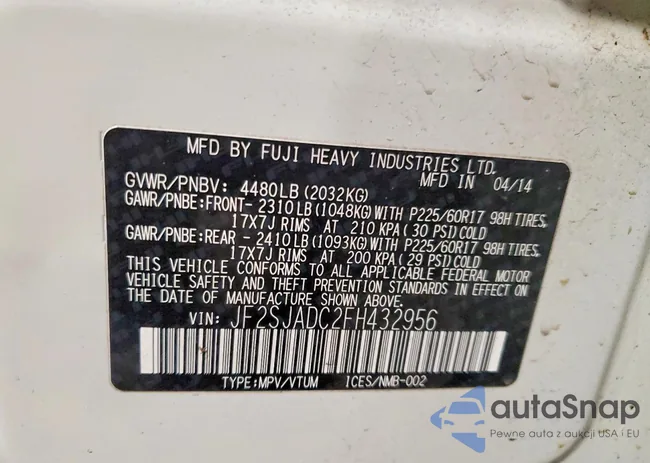 MFD BY FUJI HEAVY INDUSTRIES LTD.
MFD IN 04/14
GVWR/PNBV: 4480LB(2032KG)
GAWR/PNBE:FRONT-2310LB(1048KG)WITH P225/60R17 98H TIRES,
17X7J RIMS AT 210 KPA(30 PSI)COLD
GAWR/PNBE:REAR -2410LB(1093KG)WITH P225/60R17 98H TIRES,
17X7J RIMS AT 200 KPA(29 PSI)COLD
THIS VEHICLE CONFORMS TO ALL APPLICABLE FEDERAL MOTOR
VEHICLE SAFETY AND THEFT PREVENTION STANDARDS IN EFFECT
ON THE DATE OF MANUFACTURE SHOWN ABOVE.
VIN: JF2SJADC2FH432956
TYPE:MPV/VTUM ICES/NMB-002
autaSnap
Pewne auta z aukcji USA i EU